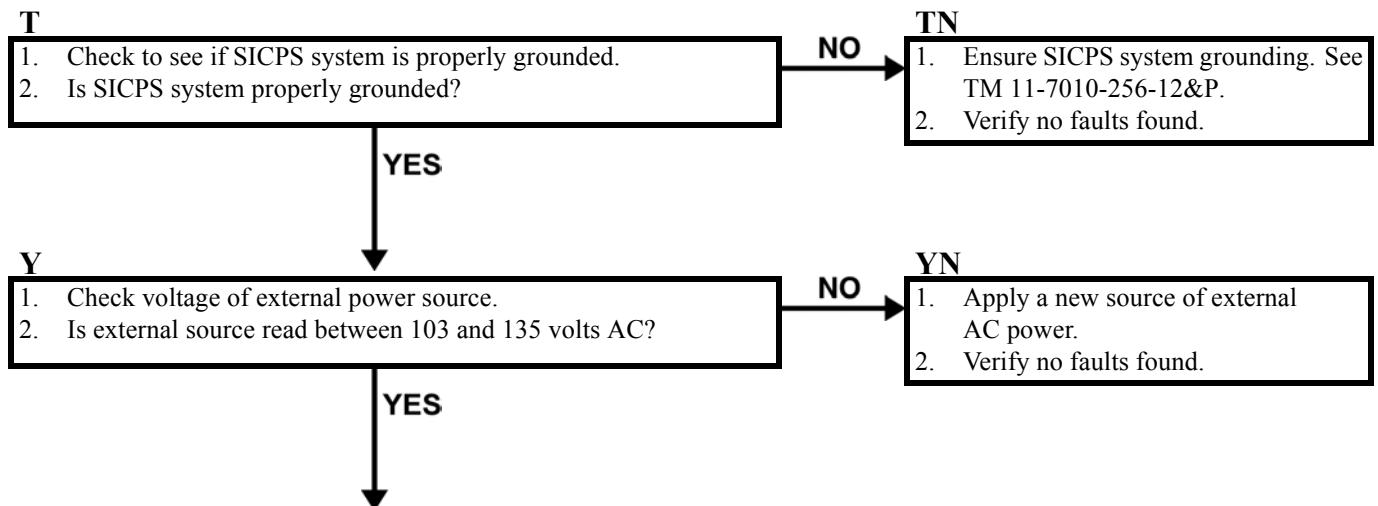 T
1. Check to see if SICPS system is properly grounded.
2. Is SICPS system properly grounded?
NO
TN
1. Ensure SICPS system grounding. See
TM 11-7010-256-12&P.
2. Verify no faults found.
YES
Y
1. Check voltage of external power source.
2. Is external source read between 103 and 135 volts AC?
NO
YN
1. Apply a new source of external
AC power.
2. Verify no faults found.
YES